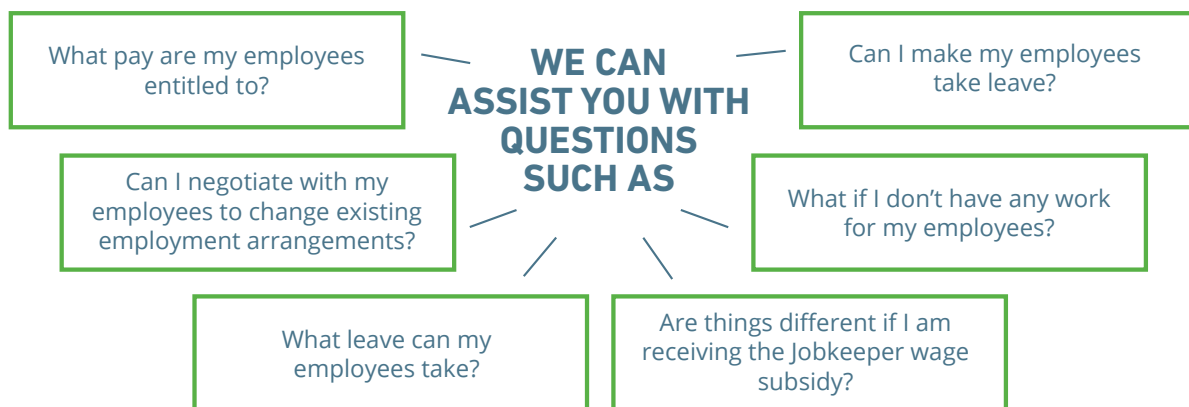 WE CAN
ASSIST YOU WITH
QUESTIONS
SUCH AS
What pay are my employees
entitled to?
Can I make my employees
take leave?
Can I negotiate with my
employees to change existing
employment arrangements?
What if I don’t have any work
for my employees?
What leave can my
employees take?
Are things different if I am
receiving the Jobkeeper wage
subsidy?